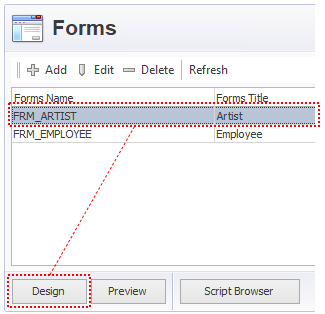 Forms
Add Edit Delete Refresh
Forms Name Forms Title
FRM_ARTIST Artist
FRM_EMPLOYEE Employee
Design Preview Script Browser